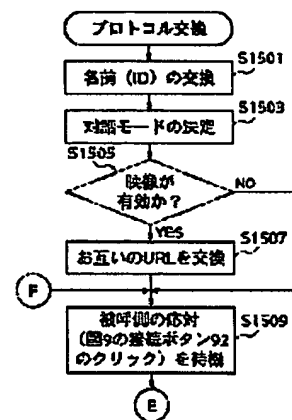 プロトコル交換
S1501
名前（ID）の交換
S1503
対話モードの決定
S1505
映像が
有効か？
NO
YES
S1507
お互いのURLを交換
F
S1509
被呼側の応対
（図9の接続ボタン92
のクリック）を待機
E